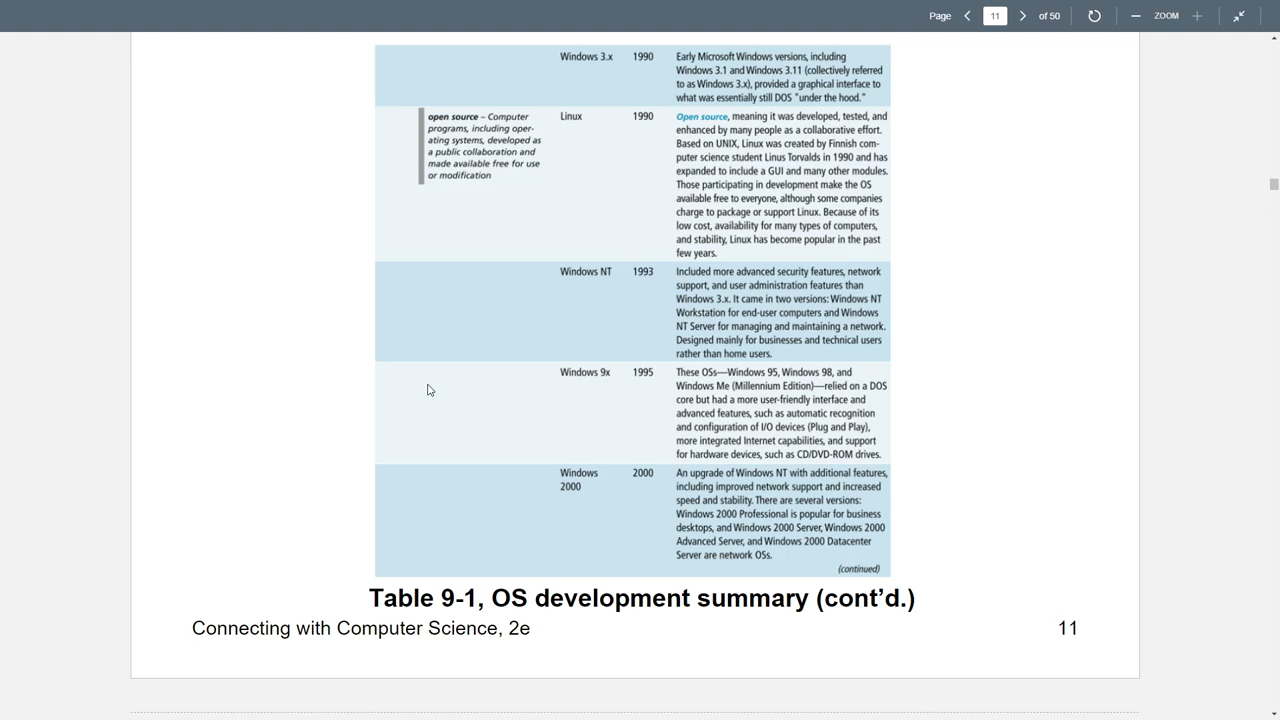 Page 11 of 50 ZOOM
Windows 3.x 1990 Early Microsoft Windows versions, including
Windows 3.1 and Windows 3.11 (collectively referred
to as Windows 3.x), provided a graphical interface to
what was essentially still DOS "under the hood."
open source – Computer
programs, including oper-
ating systems, developed as
a public collaboration and
made available free for use
or modification
Linux 1990 Open source, meaning it was developed, tested, and
enhanced by many people as a collaborative effort.
Based on UNIX, Linux was created by Finnish com-
puter science student Linus Torvalds in 1990 and has
expanded to include a GUI and many other modules.
Those participating in development make the OS
available free to everyone, although some companies
charge to package or support Linux. Because of its
low cost, availability for many types of computers,
and stability, Linux has become popular in the past
few years.
Windows NT 1993 Included more advanced security features, network
support, and user administration features than
Windows 3.x. It came in two versions: Windows NT
Workstation for end-user computers and Windows
NT Server for managing and maintaining a network.
Designed mainly for businesses and technical users
rather than home users.
Windows 9x 1995 These OSs—Windows 95, Windows 98, and
Windows Me (Millennium Edition)—relied on a DOS
core but had a more user-friendly interface and
advanced features, such as automatic recognition
and configuration of I/O devices (Plug and Play),
more integrated Internet capabilities, and support
for hardware devices, such as CD/DVD-ROM drives.
Windows 2000 An upgrade of Windows NT with additional features,
2000 including improved network support and increased
speed and stability. There are several versions:
Windows 2000 Professional is popular for business
desktops, and Windows 2000 Server, Windows 2000
Advanced Server, and Windows 2000 Datacenter
Server are network OSs.
(continued)
Table 9-1, OS development summary (cont'd.)
Connecting with Computer Science, 2e 11